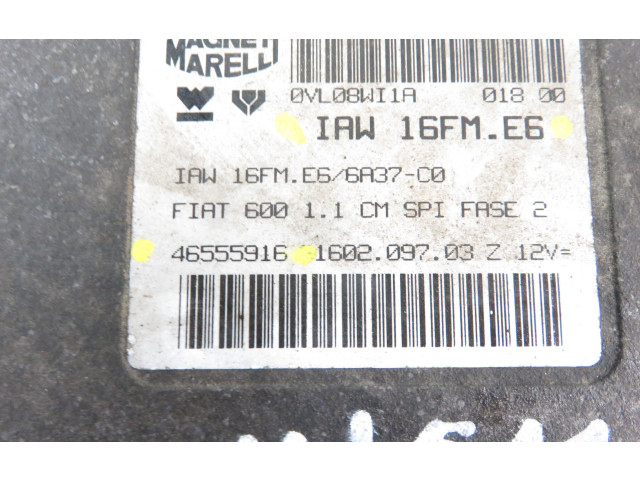 MAGNETI
MARELLI
0VL08WI1A 018 00
IAW 16FM.E6
IAW 16FM.E6/6A37-C0
FIAT 600 1.1 CM SPI FASE 2
46555916 1602.097.03 Z 12V=